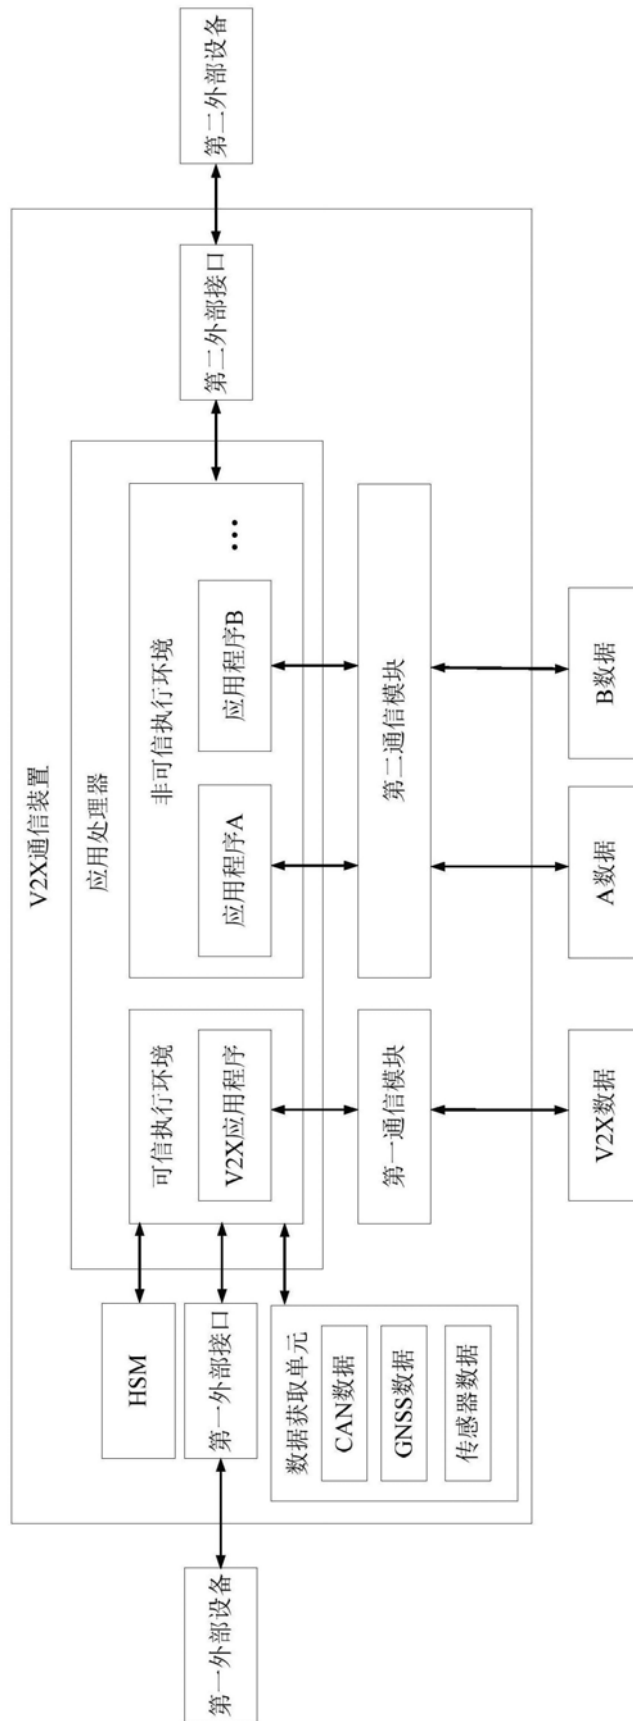 V2X通信装置
应用处理器
可信执行环境
V2X应用程序
非可信执行环境
应用程序A
应用程序B
…
HSM
第一外部设备
第一外部接口
第二外部接口
第二外部设备
数据获取单元
CAN数据
GNSS数据
传感器数据
第一通信模块
第二通信模块
V2X数据
A数据
B数据